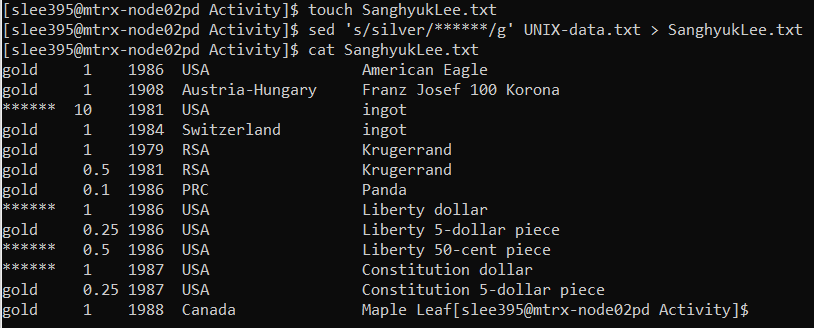 [slee395@mtrx-node02pd Activity]$ touch SanghyukLee.txt
[slee395@mtrx-node02pd Activity]$ sed 's/silver/******/g' UNIX-data.txt > SanghyukLee.txt
[slee395@mtrx-node02pd Activity]$ cat SanghyukLee.txt
gold     1    1986  USA                 American Eagle
gold     1    1908  Austria-Hungary     Franz Josef 100 Korona
******  10    1981  USA                 ingot
gold     1    1984  Switzerland         ingot
gold     1    1979  RSA                 Krugerrand
gold     0.5  1981  RSA                 Krugerrand
gold     0.1  1986  PRC                 Panda
******   1    1986  USA                 Liberty dollar
gold     0.25 1986  USA                 Liberty 5-dollar piece
******   0.5  1986  USA                 Liberty 50-cent piece
******   1    1987  USA                 Constitution dollar
gold     0.25 1987  USA                 Constitution 5-dollar piece
gold     1    1988  Canada              Maple Leaf[slee395@mtrx-node02pd Activity]$